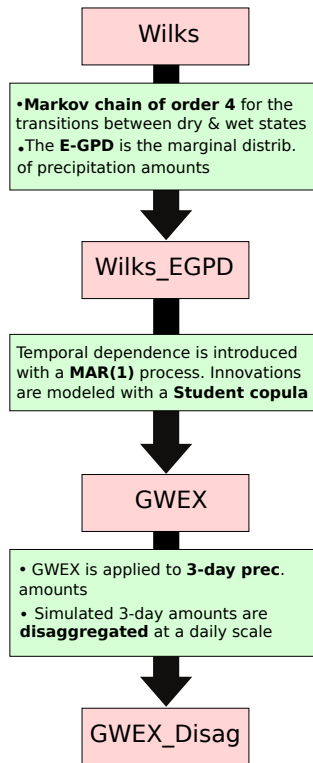 Wilks
•Markov chain of order 4 for the
transitions between dry & wet states
•The E-GPD is the marginal distrib.
of precipitation amounts
Wilks_EGPD
Temporal dependence is introduced
with a MAR(1) process. Innovations
are modeled with a Student copula
GWEX
• GWEX is applied to 3-day prec.
amounts
• Simulated 3-day amounts are
disaggregated at a daily scale
GWEX_Disag